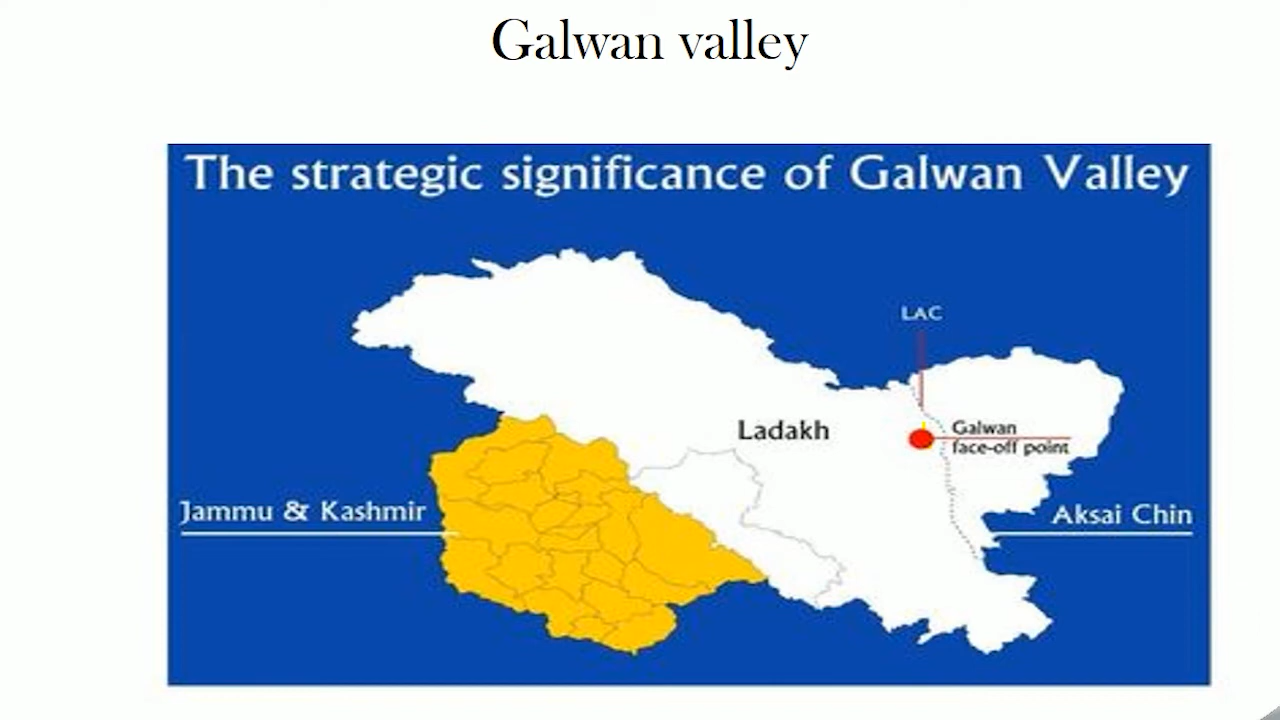 Galwan valley
The strategic significance of Galwan Valley
LAC
Ladakh
Galwan
face-off point
Jammu & Kashmir
Aksai Chin